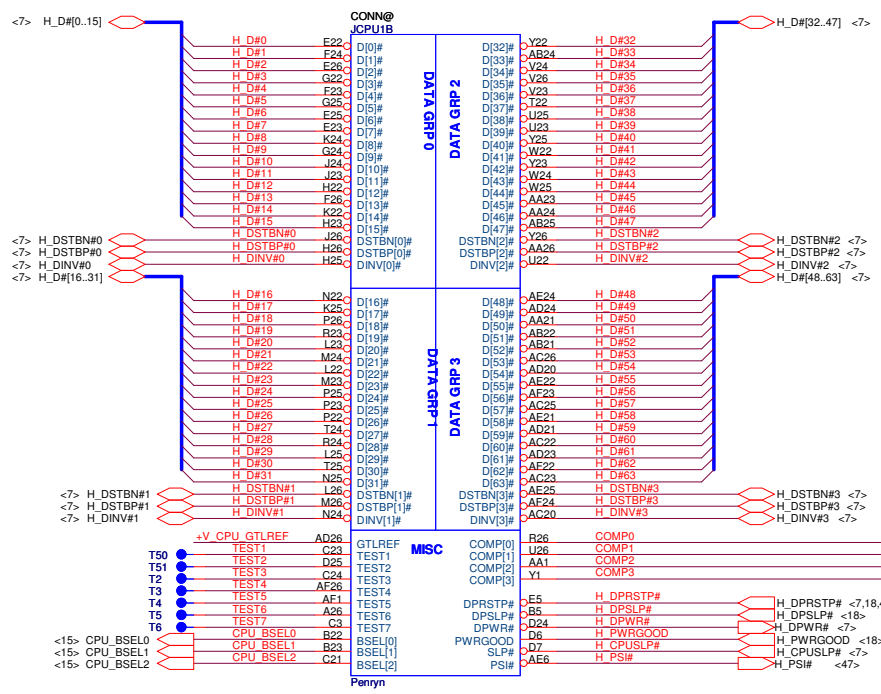 CONN@
JCPU1B
<7> H_D#[0..15] H_D#[32..47] <7>
H_D#0 E22 D[0]# D[32]# Y22 H_D#32
H_D#1 F24 D[1]# D[33]# AB24 H_D#33
H_D#2 E26 D[2]# D[34]# V24 H_D#34
H_D#3 G22 D[3]# D[35]# V26 H_D#35
H_D#4 F23 D[4]# D[36]# V23 H_D#36
H_D#5 G25 D[5]# D[37]# T22 H_D#37
H_D#6 E25 D[6]# D[38]# U25 H_D#38
H_D#7 E23 D[7]# D[39]# U23 H_D#39
H_D#8 K24 D[8]# D[40]# Y25 H_D#40
H_D#9 G24 D[9]# D[41]# W22 H_D#41
H_D#10 J24 D[10]# D[42]# Y23 H_D#42
H_D#11 J23 D[11]# D[43]# W24 H_D#43
H_D#12 H22 D[12]# D[44]# W25 H_D#44
H_D#13 F26 D[13]# D[45]# AA23 H_D#45
H_D#14 K22 D[14]# D[46]# AA24 H_D#46
H_D#15 H23 D[15]# D[47]# AB25 H_D#47
<7> H_DSTBN#0 H_DSTBN#0 J26 DSTBN[0]# DSTBN[2]# Y26 H_DSTBN#2 H_DSTBN#2 <7>
<7> H_DSTBP#0 H_DSTBP#0 H26 DSTBP[0]# DSTBP[2]# AA26 H_DSTBP#2 H_DSTBP#2 <7>
<7> H_DINV#0 H_DINV#0 H25 DINV[0]# DINV[2]# U22 H_DINV#2 H_DINV#2 <7>
DATA GRP 0
DATA GRP 2
<7> H_D#[16..31] H_D#[48..63] <7>
H_D#16 N22 D[16]# D[48]# AE24 H_D#48
H_D#17 K25 D[17]# D[49]# AD24 H_D#49
H_D#18 P26 D[18]# D[50]# AA21 H_D#50
H_D#19 R23 D[19]# D[51]# AB22 H_D#51
H_D#20 L23 D[20]# D[52]# AB21 H_D#52
H_D#21 M24 D[21]# D[53]# AC26 H_D#53
H_D#22 L22 D[22]# D[54]# AD20 H_D#54
H_D#23 M23 D[23]# D[55]# AE22 H_D#55
H_D#24 P25 D[24]# D[56]# AF23 H_D#56
H_D#25 P23 D[25]# D[57]# AC25 H_D#57
H_D#26 P22 D[26]# D[58]# AE21 H_D#58
H_D#27 T24 D[27]# D[59]# AD21 H_D#59
H_D#28 R24 D[28]# D[60]# AC22 H_D#60
H_D#29 L25 D[29]# D[61]# AD23 H_D#61
H_D#30 T25 D[30]# D[62]# AF22 H_D#62
H_D#31 N25 D[31]# D[63]# AC23 H_D#63
<7> H_DSTBN#1 H_DSTBN#1 L26 DSTBN[1]# DSTBN[3]# AE25 H_DSTBN#3 H_DSTBN#3 <7>
<7> H_DSTBP#1 H_DSTBP#1 M26 DSTBP[1]# DSTBP[3]# AF24 H_DSTBP#3 H_DSTBP#3 <7>
<7> H_DINV#1 H_DINV#1 N24 DINV[1]# DINV[3]# AC20 H_DINV#3 H_DINV#3 <7>
DATA GRP 1
DATA GRP 3
MISC
+V_CPU_GTLREF AD26 GTLREF COMP[0] R26 COMP0
T50 TEST1 C23 TEST1 COMP[1] U26 COMP1
T51 TEST2 D25 TEST2 COMP[2] AA1 COMP2
T2 TEST3 C24 TEST3 COMP[3] Y1 COMP3
T3 TEST4 AF26 TEST4
T4 TEST5 AF1 TEST5 DPRSTP# E5 H_DPRSTP# H_DPRSTP# <7,18,4
T5 TEST6 A26 TEST6 DPSLP# B5 H_DPSLP# H_DPSLP# <18>
T6 TEST7 C3 TEST7 DPWR# D24 H_DPWR# H_DPWR# <7>
<15> CPU_BSEL0 CPU_BSEL0 B22 BSEL[0] PWRGOOD D6 H_PWRGOOD H_PWRGOOD <18>
<15> CPU_BSEL1 CPU_BSEL1 B23 BSEL[1] SLP# D7 H_CPUSLP# H_CPUSLP# <7>
<15> CPU_BSEL2 CPU_BSEL2 C21 BSEL[2] PSI# AE6 H_PSI# H_PSI# <47>
Penryn